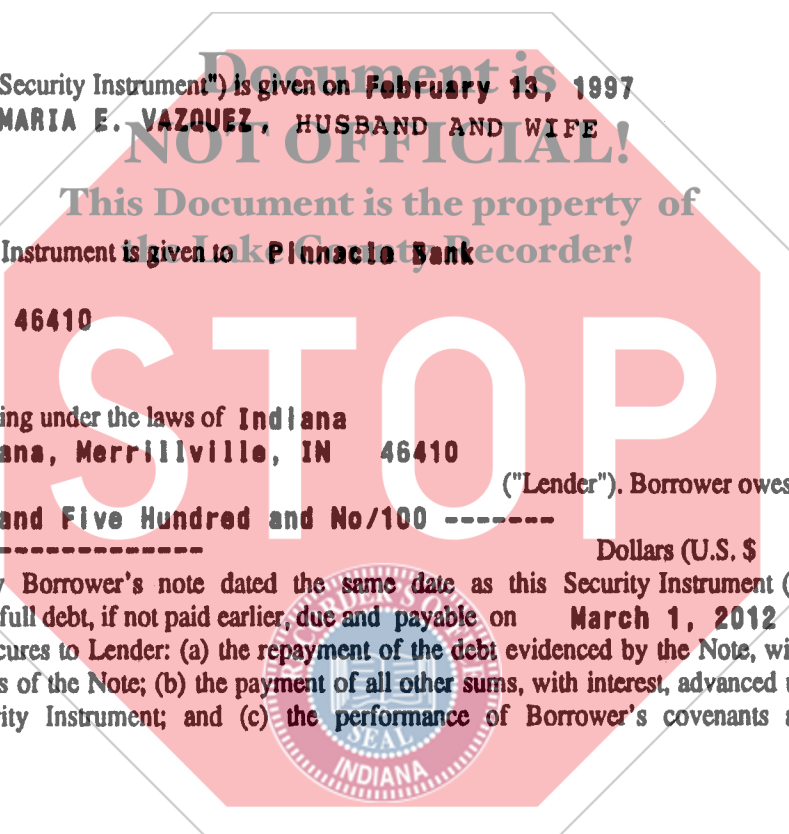 Document is
Security Instrument") is given on February 13, 1997
MARIA E. VAZQUEZ, HUSBAND AND WIFE
NOT OFFICIAL!
This Document is the property of
the Lake County Recorder!
Instrument is given to Pinnacle Bank
46410
STOP
ing under the laws of Indiana
ana, Merrillville, IN 46410
("Lender"). Borrower owes
and Five Hundred and No/100 -------
--------------
Dollars (U.S. $
y Borrower's note dated the same date as this Security Instrument (
full debt, if not paid earlier, due and payable on March 1, 2012
cures to Lender: (a) the repayment of the debt evidenced by the Note, wi
s of the Note; (b) the payment of all other sums, with interest, advanced u
rity Instrument; and (c) the performance of Borrower's covenants a
RECORDER'S OFFICE
SEAL
INDIANA